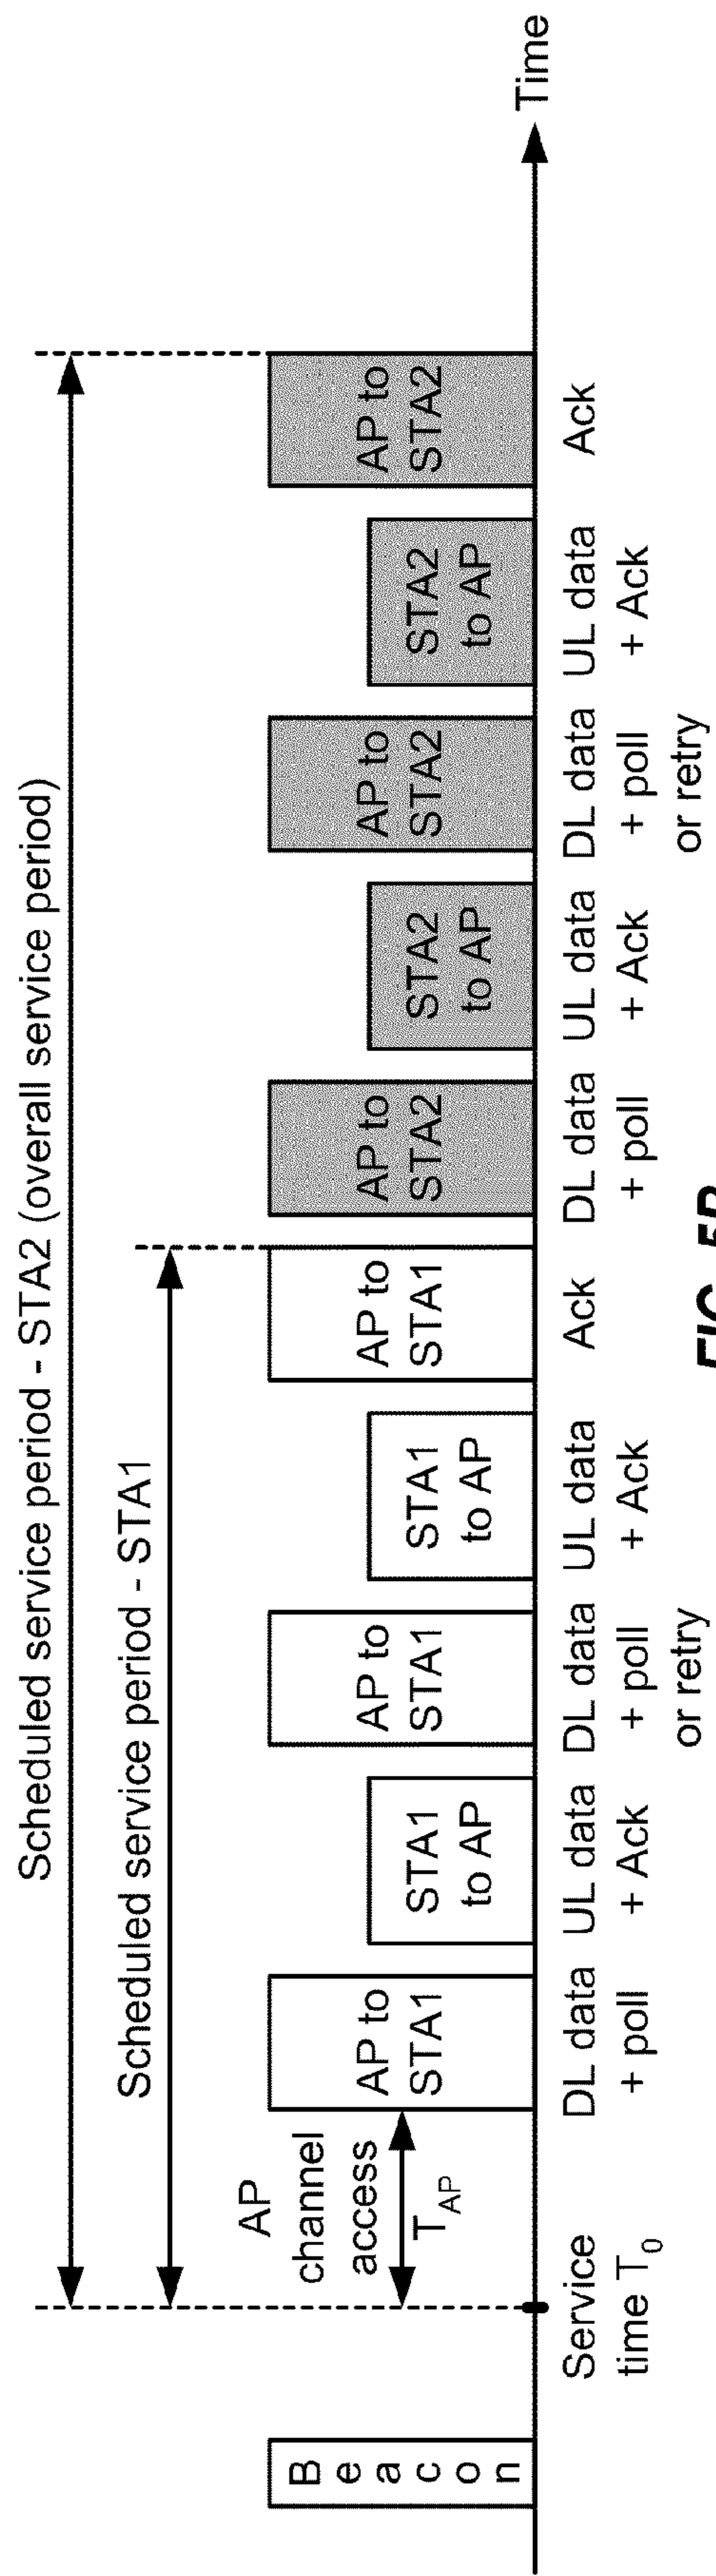 Scheduled service period - STA2 (overall service period)
Scheduled service period - STA1
AP
channel
access
T_AP
Beacon
AP to
STA1
STA1
to AP
AP to
STA1
STA1
to AP
AP to
STA1
AP to
STA2
STA2
to AP
AP to
STA2
STA2
to AP
AP to
STA2
Time
Service
time T_0
DL data
+ poll
UL data
+ Ack
DL data
+ poll
or retry
UL data
+ Ack
Ack
DL data
+ poll
UL data
+ Ack
DL data
+ poll
or retry
UL data
+ Ack
Ack